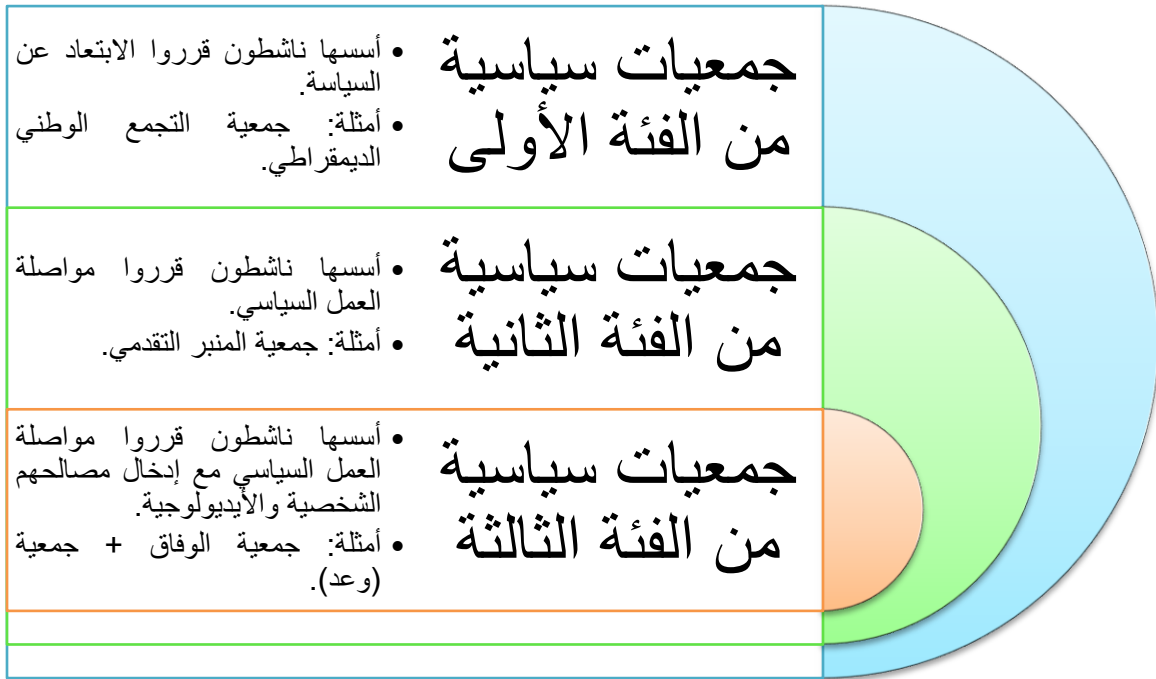 جمعيات سياسية
من الفئة الأولى
• أسسها ناشطون قرروا الابتعاد عن
السياسة.
• أمثلة: جمعية التجمع الوطني
الديمقراطي.
جمعيات سياسية
من الفئة الثانية
• أسسها ناشطون قرروا مواصلة
العمل السياسي.
• أمثلة: جمعية المنبر التقدمي.
جمعيات سياسية
من الفئة الثالثة
• أسسها ناشطون قرروا مواصلة
العمل السياسي مع إدخال مصالحهم
الشخصية والأيديولوجية.
• أمثلة: جمعية الوفاق + جمعية
(وعد).